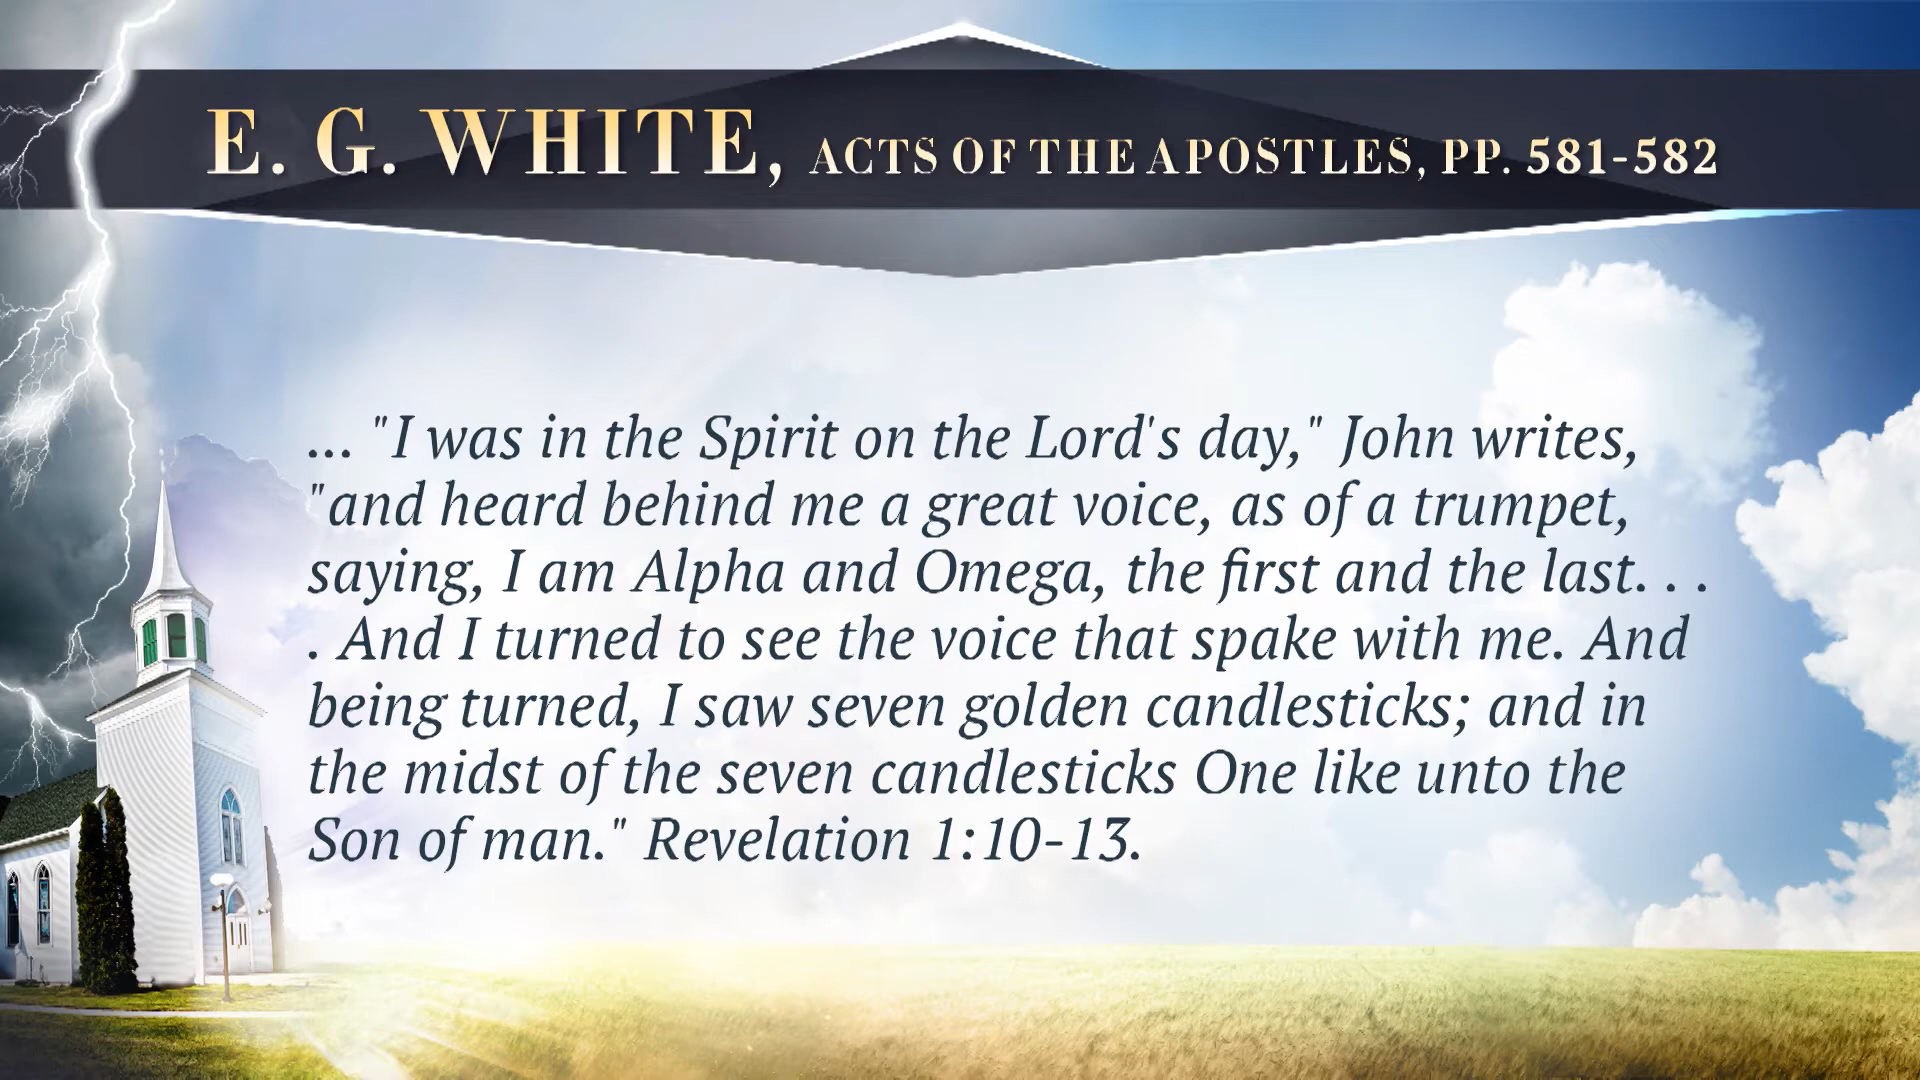 E. G. WHITE, ACTS OF THE APOSTLES, PP. 581-582
... "I was in the Spirit on the Lord's day," John writes,
"and heard behind me a great voice, as of a trumpet,
saying, I am Alpha and Omega, the first and the last. . .
. And I turned to see the voice that spake with me. And
being turned, I saw seven golden candlesticks; and in
the midst of the seven candlesticks One like unto the
Son of man." Revelation 1:10-13.